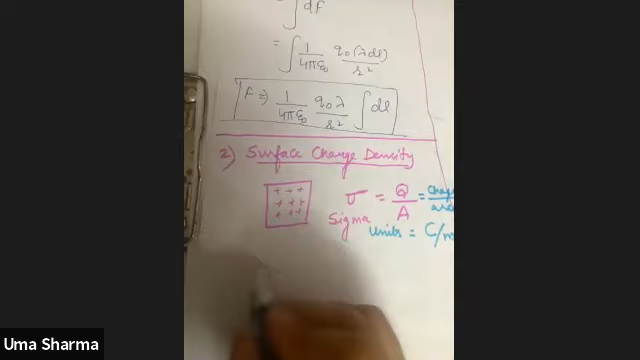 = ∫ dF
= ∫ 1/4πε₀ q₀(λdl)/r²
F => 1/4πε₀ q₀λ/r² ∫ dl
2) Surface Charge Density
+ + +
+ + +
+ + +
σ = Q/A =
Sigma
Units = C/m
Uma Sharma